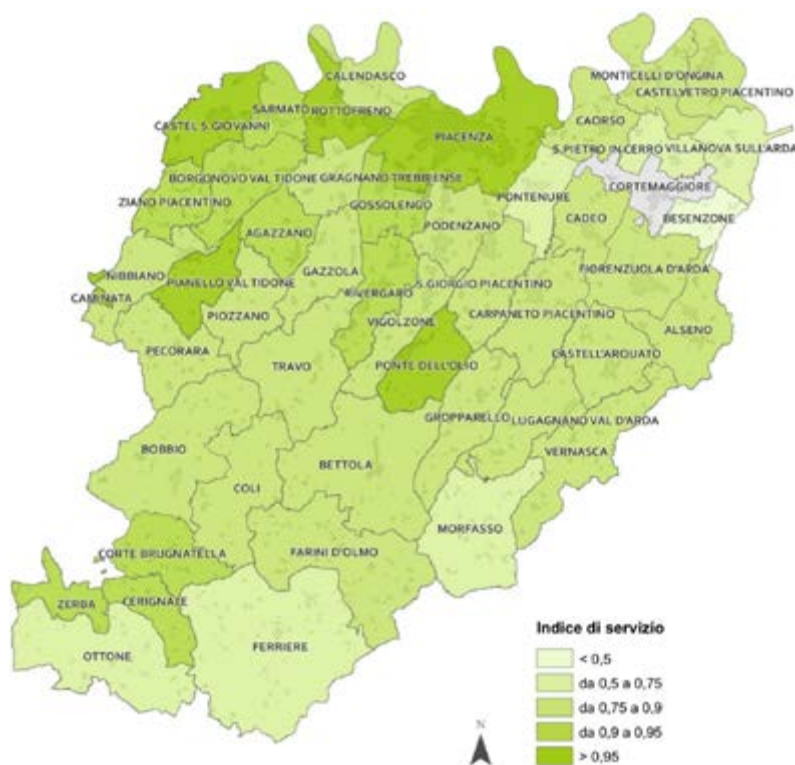 CALENDASCO
MONTICELLI D'ONGINA
CASTELVETRO PIACENTINO
SARMATO
ROTTOFRENO
CASTEL S.GIOVANNI
CAORSO
PIACENZA
S.PIETRO IN CERRO
VILLANOVA SULL'ARDA
BORGONOVO VAL TIDONE
GRAGNANO TREBBIENSE
CORTEMAGGIORE
ZIANO PIACENTINO
GOSSOLENGO
PONTENURE
CADEO
BESENZONE
AGAZZANO
PODENZANO
NIBBIANO
PIANELLO VAL TIDONE
GAZZOLA
S.GIORGIO PIACENTINO
FIORENZUOLA D'ARDA
CAMINATA
RIVERGARO
PIOZZANO
VIGOLZONE
CARPANETO PIACENTINO
ALSENO
PECORARA
TRAVO
PONTE DELL'OLIO
CASTELL'ARQUATO
GROPPARELLO
LUGAGNANO VAL D'ARDA
BOBBIO
BETTOLA
VERNASCA
COLI
MORFASSO
CORTE BRUGNATELLA
FARINI D'OLMO
ZERBA
CERIGNALE
OTTONE
FERRIERE
Indice di servizio
< 0,5
da 0,5 a 0,75
da 0,75 a 0,9
da 0,9 a 0,95
> 0,95
N